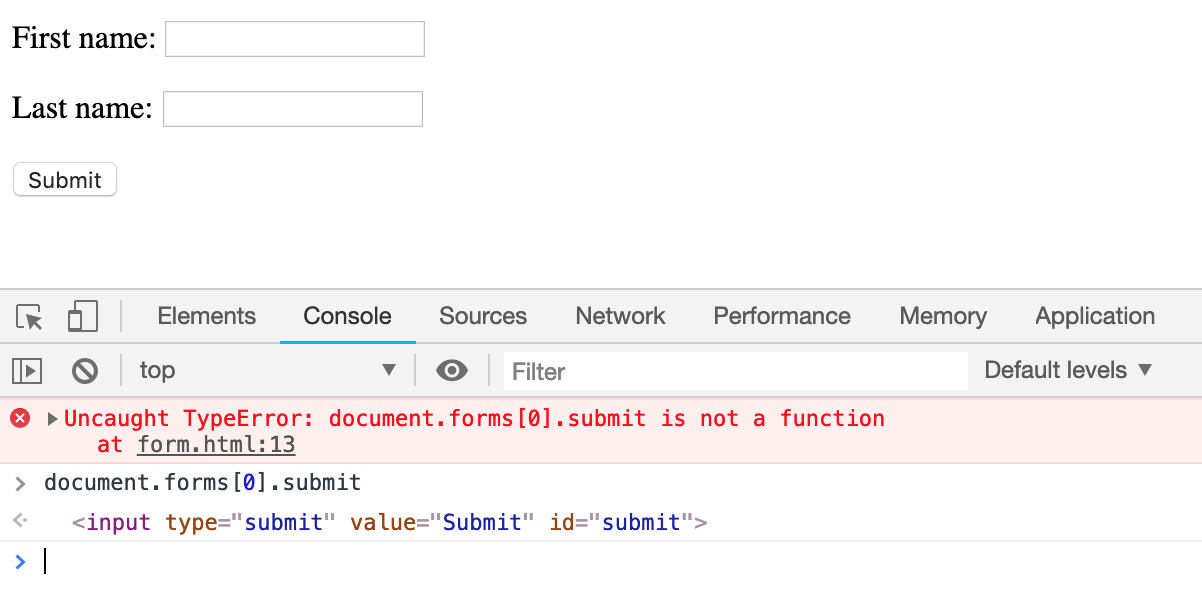 First name:
Last name:
Submit
Elements Console Sources Network Performance Memory Application
top Filter Default levels
Uncaught TypeError: document.forms[0].submit is not a function
at form.html:13
document.forms[0].submit
<input type="submit" value="Submit" id="submit">